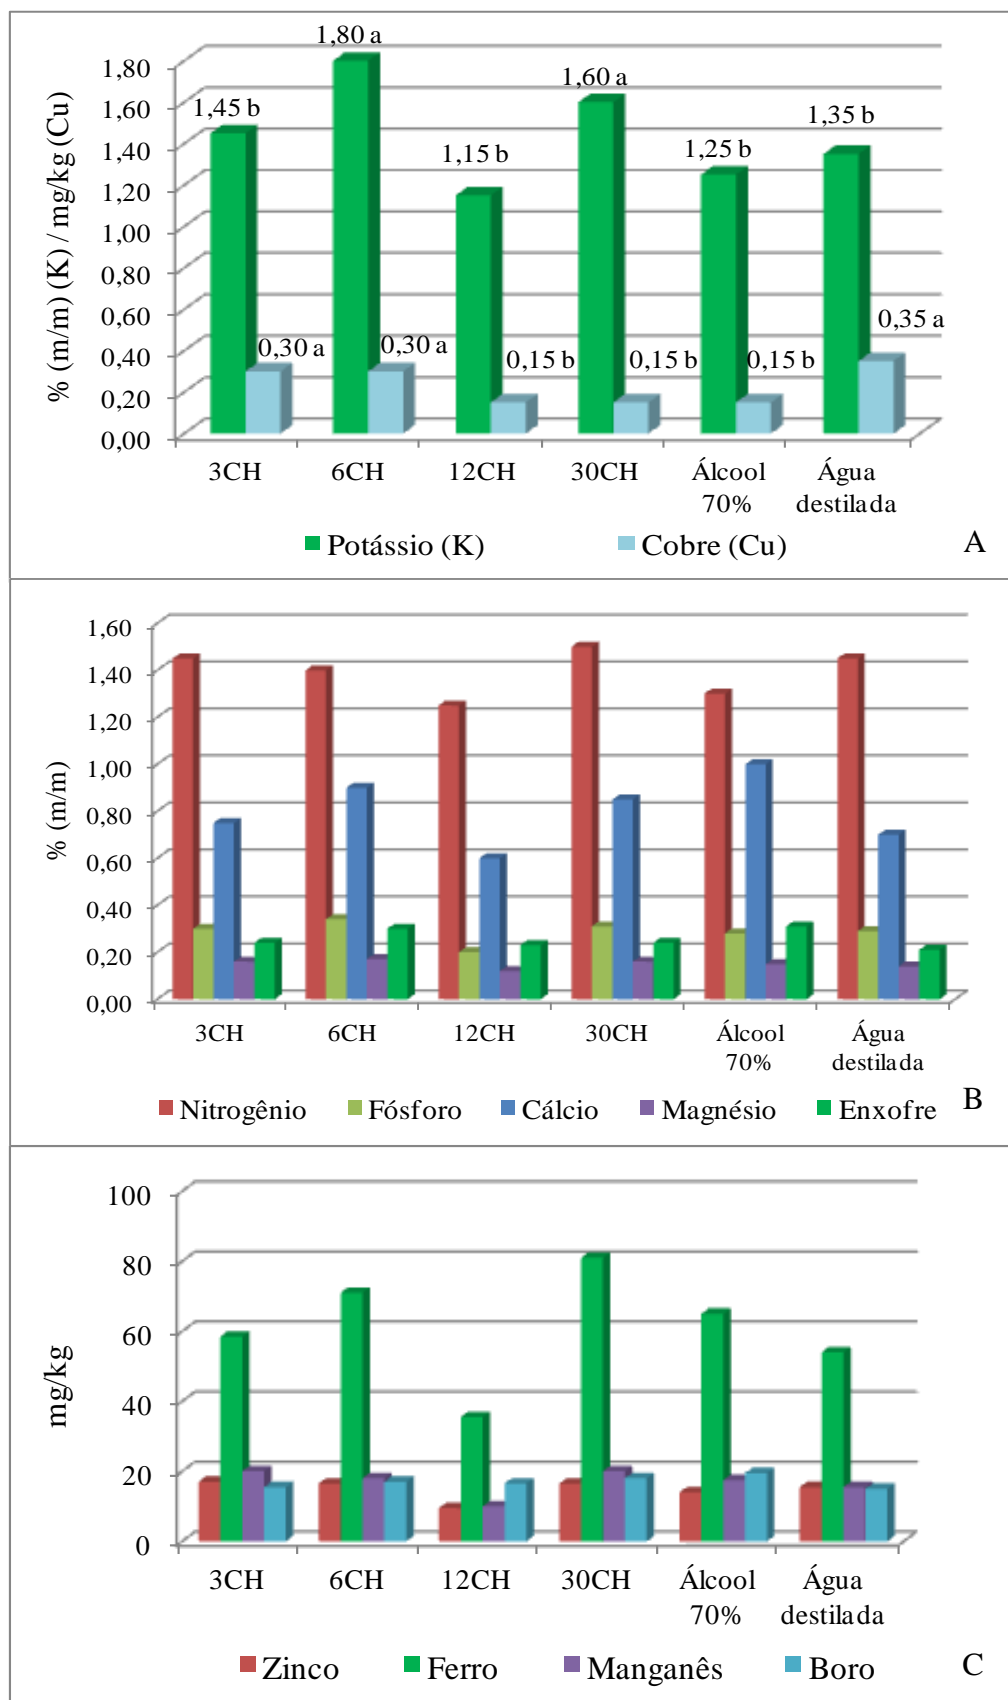 % (m/m) (K) / mg/kg (Cu)
1,80
1,60
1,40
1,20
1,00
0,80
0,60
0,40
0,20
0,00
1,45 b
1,80 a
1,15 b
1,60 a
1,25 b
1,35 b
0,30 a
0,30 a
0,15 b
0,15 b
0,15 b
0,35 a
3CH 6CH 12CH 30CH Álcool 70% Água destilada
Potássio (K) Cobre (Cu)
A
% (m/m)
1,60
1,40
1,20
1,00
0,80
0,60
0,40
0,20
0,00
3CH 6CH 12CH 30CH Álcool 70% Água destilada
Nitrogênio Fósforo Cálcio Magnésio Enxofre
B
mg/kg
100
80
60
40
20
0
3CH 6CH 12CH 30CH Álcool 70% Água destilada
Zinco Ferro Manganês Boro
C